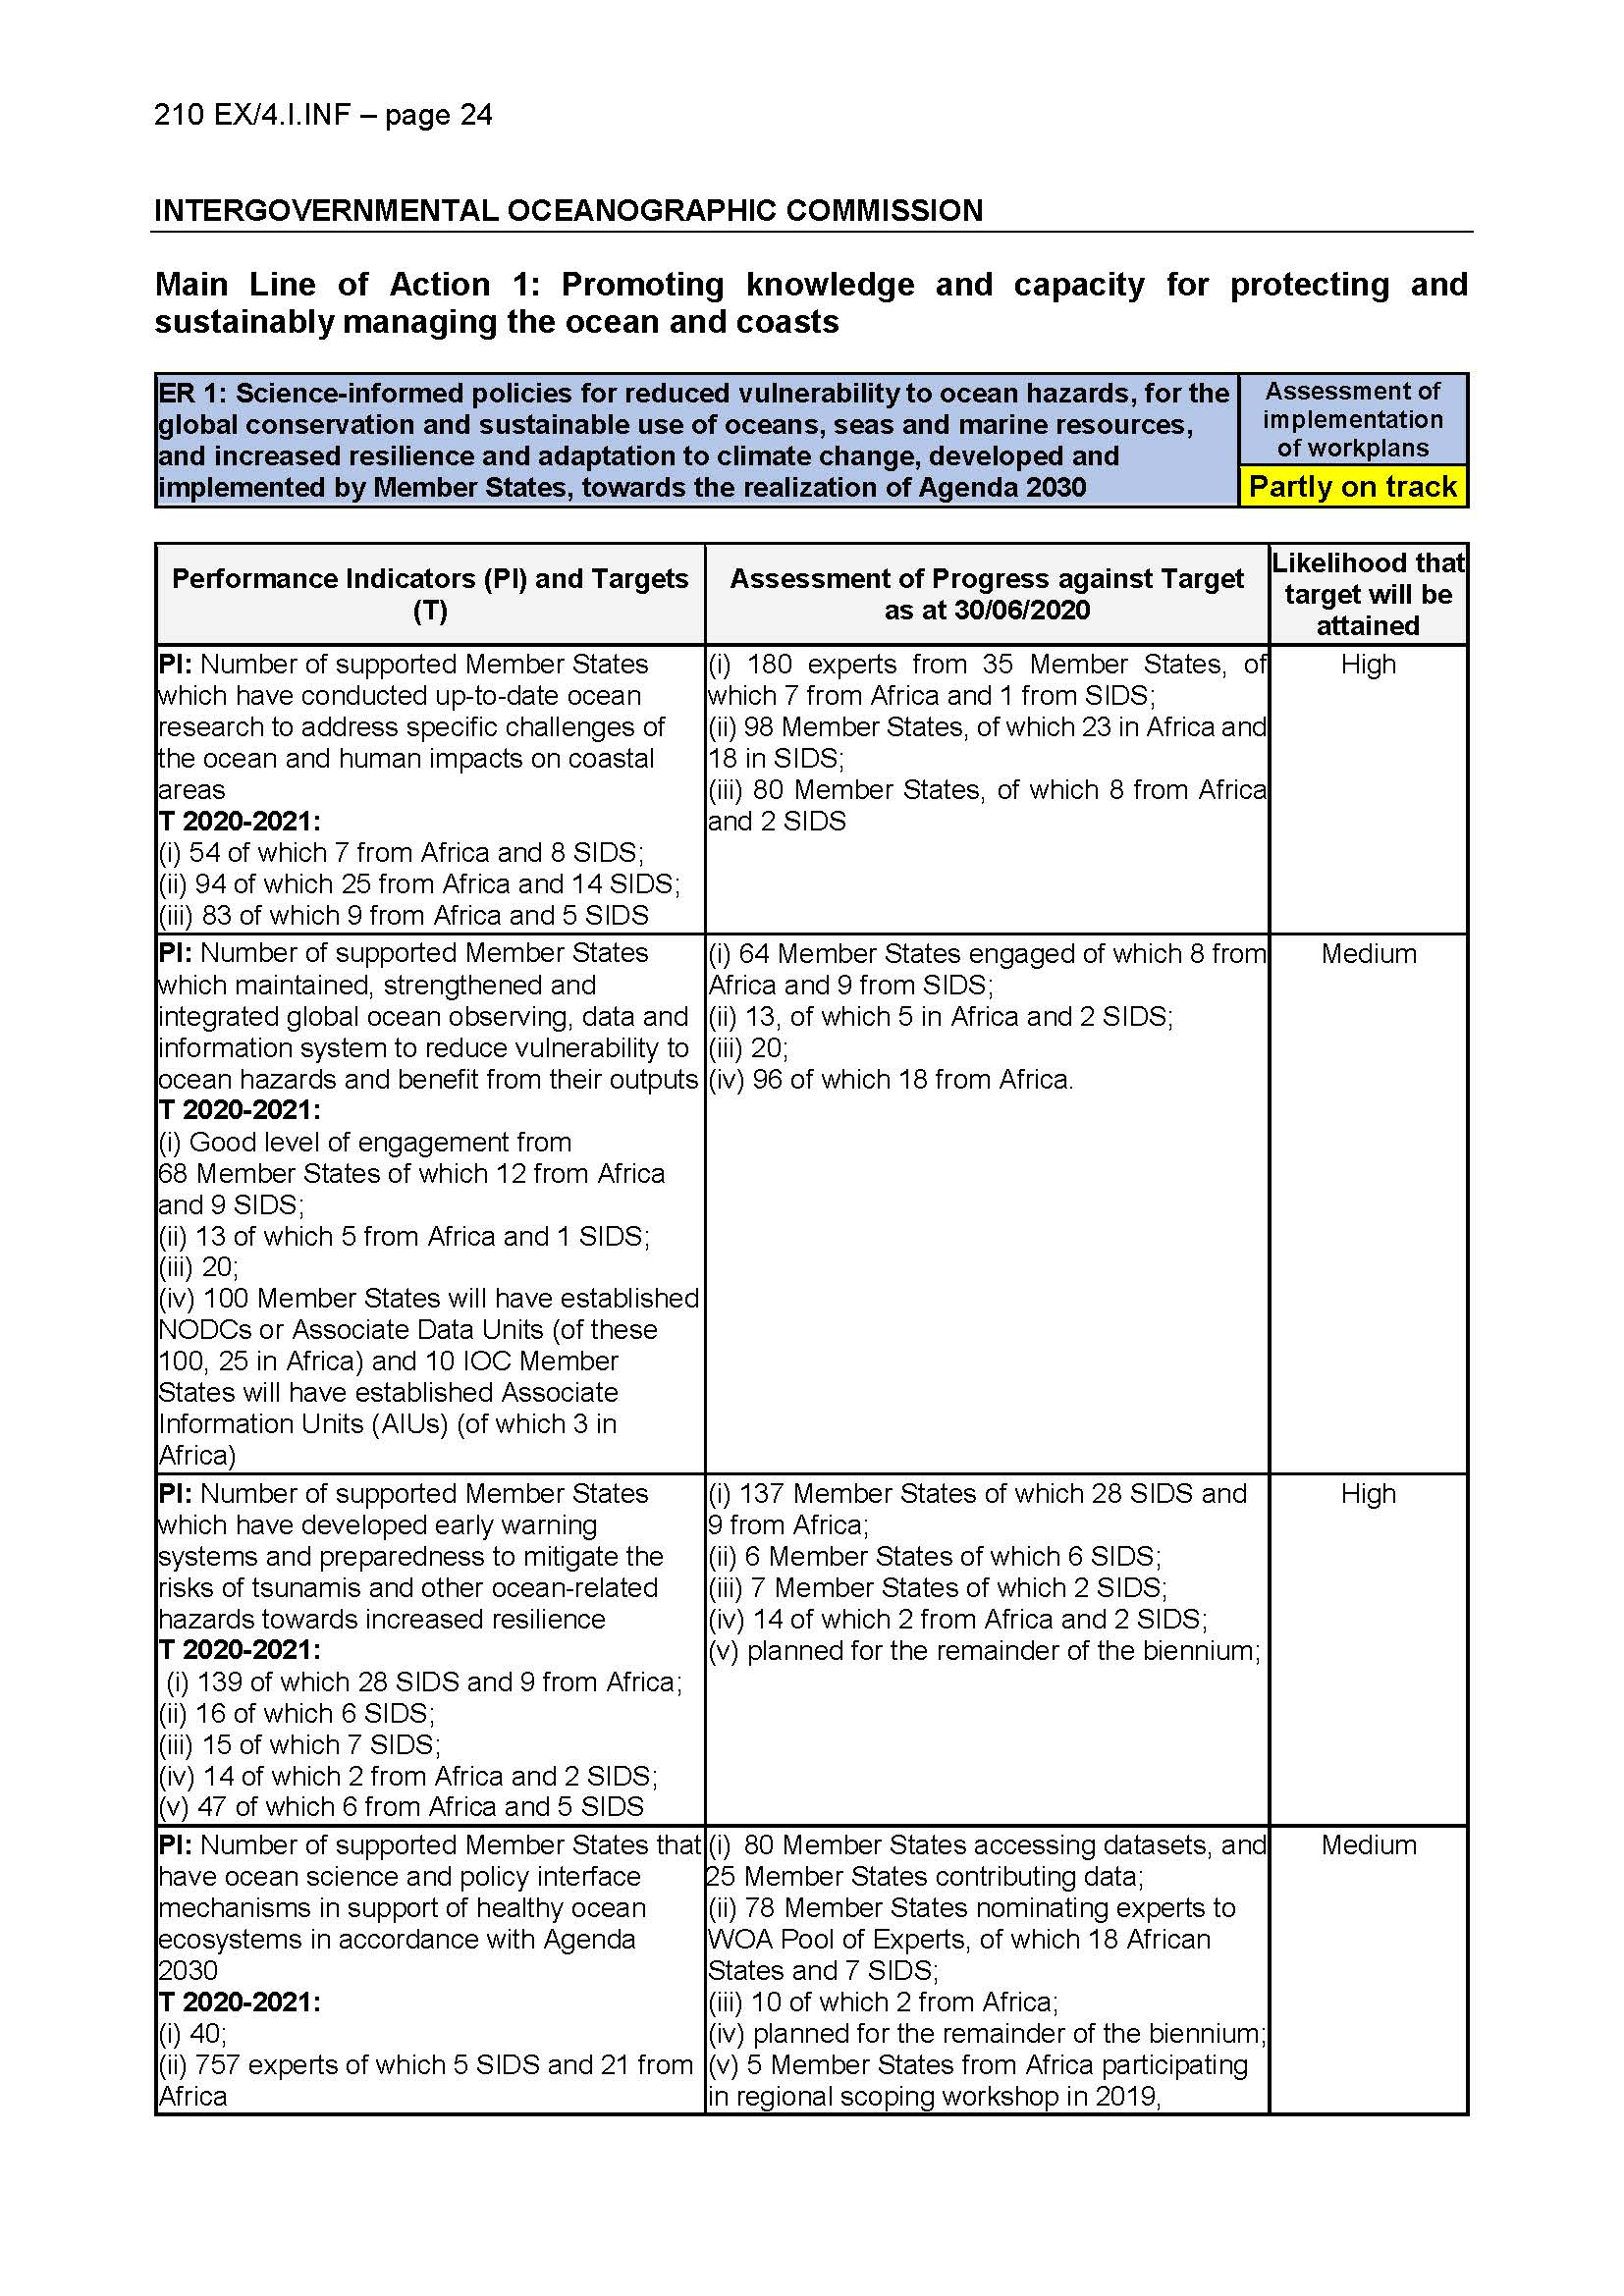 210 EX/4.I.INF – page 24
INTERGOVERNMENTAL OCEANOGRAPHIC COMMISSION
Main Line of Action 1: Promoting knowledge and capacity for protecting and
sustainably managing the ocean and coasts
ER 1: Science-informed policies for reduced vulnerability to ocean hazards, for the
global conservation and sustainable use of oceans, seas and marine resources,
and increased resilience and adaptation to climate change, developed and
implemented by Member States, towards the realization of Agenda 2030
Assessment of
implementation
of workplans
Partly on track
Performance Indicators (PI) and Targets
(T)
Assessment of Progress against Target
as at 30/06/2020
Likelihood that
target will be
attained
PI: Number of supported Member States
which have conducted up-to-date ocean
research to address specific challenges of
the ocean and human impacts on coastal
areas
T 2020-2021:
(i) 54 of which 7 from Africa and 8 SIDS;
(ii) 94 of which 25 from Africa and 14 SIDS;
(iii) 83 of which 9 from Africa and 5 SIDS
(i) 180 experts from 35 Member States, of
which 7 from Africa and 1 from SIDS;
(ii) 98 Member States, of which 23 in Africa and
18 in SIDS;
(iii) 80 Member States, of which 8 from Africa
and 2 SIDS
High
PI: Number of supported Member States
which maintained, strengthened and
integrated global ocean observing, data and
information system to reduce vulnerability to
ocean hazards and benefit from their outputs
T 2020-2021:
(i) Good level of engagement from
68 Member States of which 12 from Africa
and 9 SIDS;
(ii) 13 of which 5 from Africa and 1 SIDS;
(iii) 20;
(iv) 100 Member States will have established
NODCs or Associate Data Units (of these
100, 25 in Africa) and 10 IOC Member
States will have established Associate
Information Units (AIUs) (of which 3 in
Africa)
(i) 64 Member States engaged of which 8 from
Africa and 9 from SIDS;
(ii) 13, of which 5 in Africa and 2 SIDS;
(iii) 20;
(iv) 96 of which 18 from Africa.
Medium
PI: Number of supported Member States
which have developed early warning
systems and preparedness to mitigate the
risks of tsunamis and other ocean-related
hazards towards increased resilience
T 2020-2021:
(i) 139 of which 28 SIDS and 9 from Africa;
(ii) 16 of which 6 SIDS;
(iii) 15 of which 7 SIDS;
(iv) 14 of which 2 from Africa and 2 SIDS;
(v) 47 of which 6 from Africa and 5 SIDS
(i) 137 Member States of which 28 SIDS and
9 from Africa;
(ii) 6 Member States of which 6 SIDS;
(iii) 7 Member States of which 2 SIDS;
(iv) 14 of which 2 from Africa and 2 SIDS;
(v) planned for the remainder of the biennium;
High
PI: Number of supported Member States that
have ocean science and policy interface
mechanisms in support of healthy ocean
ecosystems in accordance with Agenda
2030
T 2020-2021:
(i) 40;
(ii) 757 experts of which 5 SIDS and 21 from
Africa
(i) 80 Member States accessing datasets, and
25 Member States contributing data;
(ii) 78 Member States nominating experts to
WOA Pool of Experts, of which 18 African
States and 7 SIDS;
(iii) 10 of which 2 from Africa;
(iv) planned for the remainder of the biennium;
(v) 5 Member States from Africa participating
in regional scoping workshop in 2019,
Medium